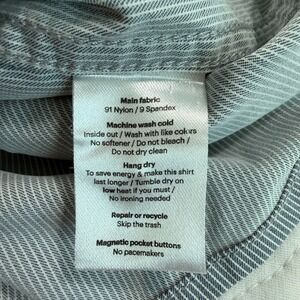 Main fabric
91 Nylon / 9 Spandex
Machine wash cold
Inside out / Wash with like colors
No softener / Do not bleach /
Do not dry clean
Hang dry
To save energy & make this shirt
last longer / Tumble dry on
low heat if you must /
No ironing needed
Repair or recycle
Skip the trash
Magnetic pocket buttons
No pacemakers